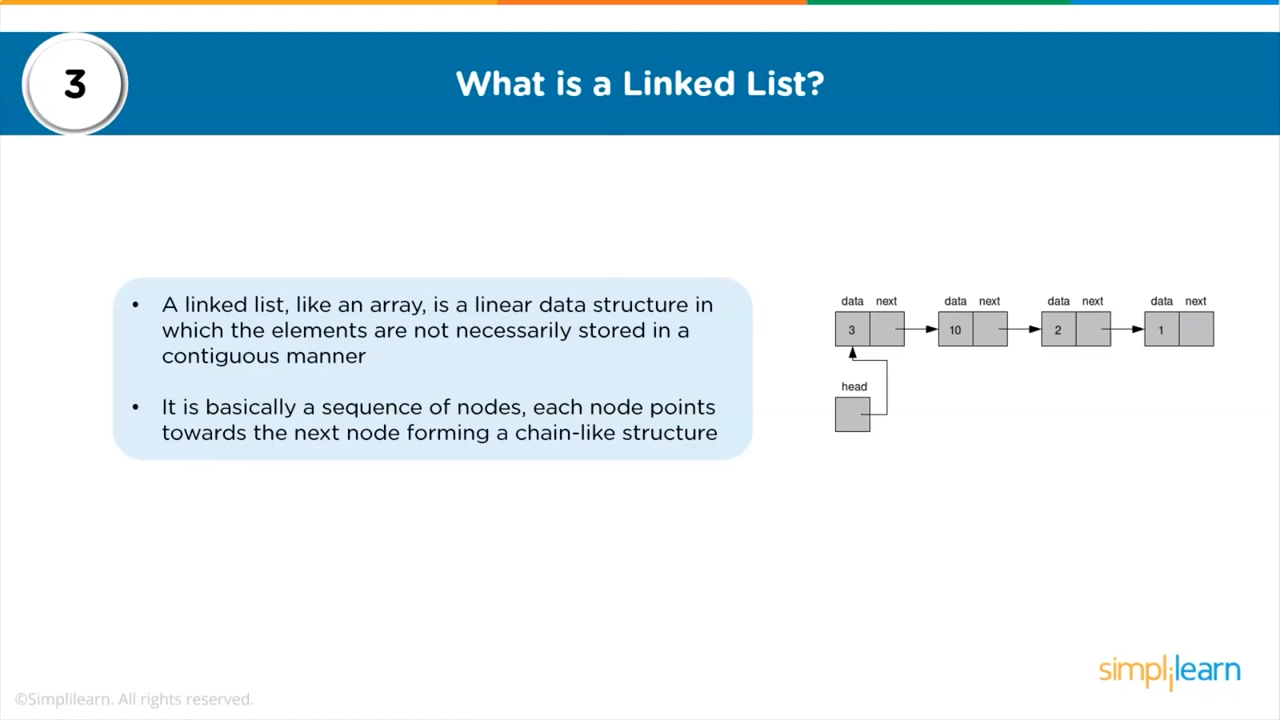 3
What is a Linked List?
• A linked list, like an array, is a linear data structure in
which the elements are not necessarily stored in a
contiguous manner
• It is basically a sequence of nodes, each node points
towards the next node forming a chain-like structure
data next data next data next data next
3 10 2 1
head
simplilearn
©Simplilearn. All rights reserved.